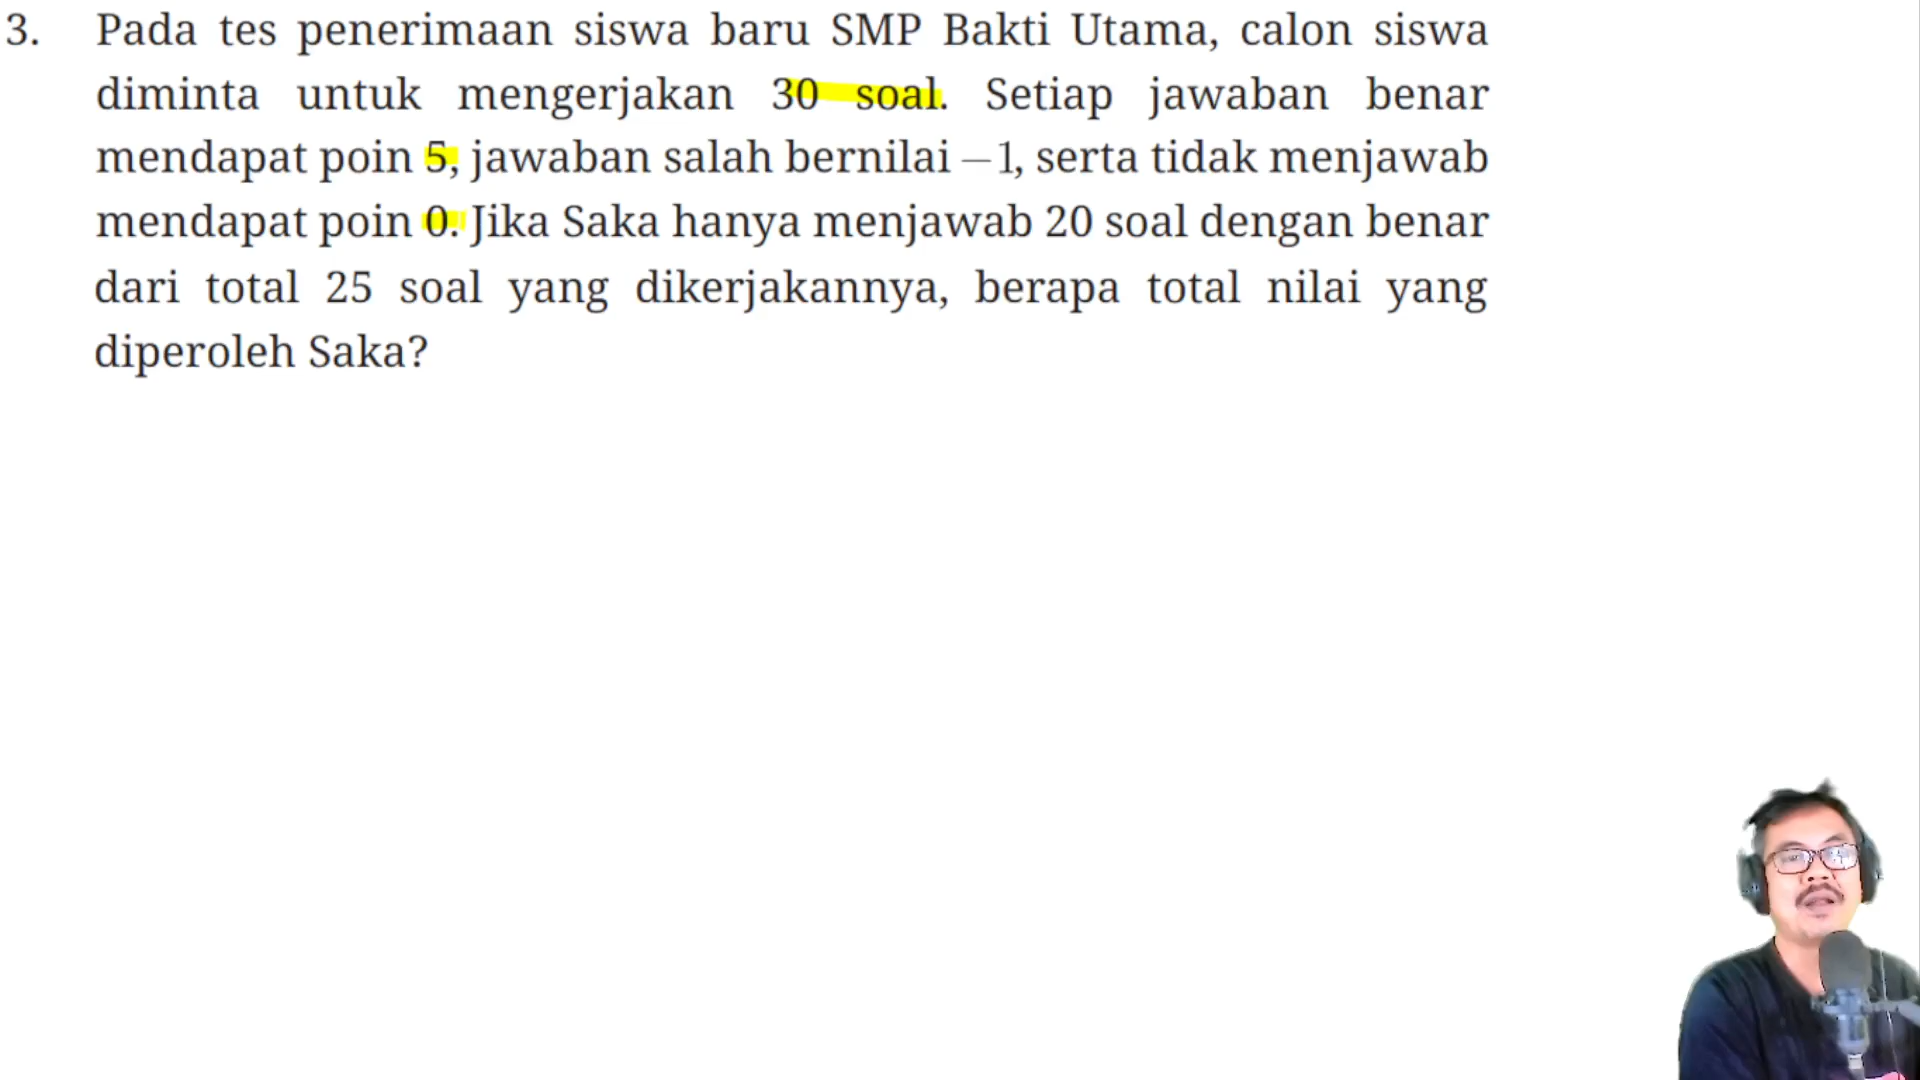 3. Pada tes penerimaan siswa baru SMP Bakti Utama, calon siswa
diminta untuk mengerjakan 30 soal. Setiap jawaban benar
mendapat poin 5, jawaban salah bernilai −1, serta tidak menjawab
mendapat poin 0. Jika Saka hanya menjawab 20 soal dengan benar
dari total 25 soal yang dikerjakannya, berapa total nilai yang
diperoleh Saka?